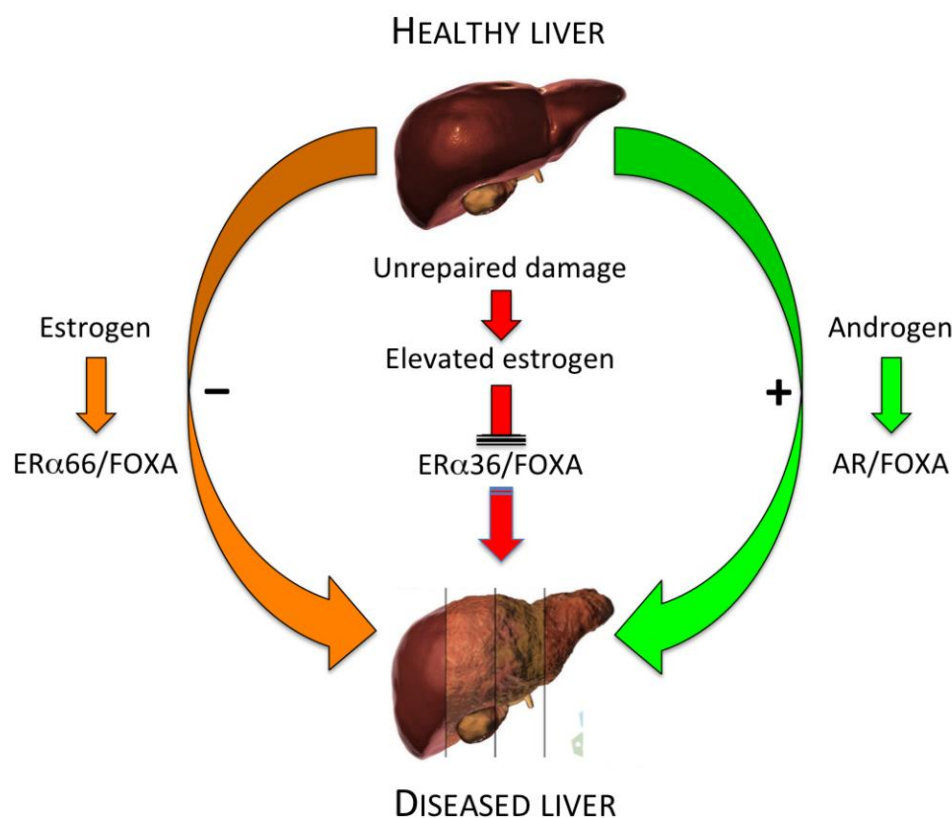 HEALTHY LIVER
Unrepaired damage
Estrogen
Elevated estrogen
Androgen
−
+
ERα66/FOXA
ERα36/FOXA
AR/FOXA
DISEASED LIVER